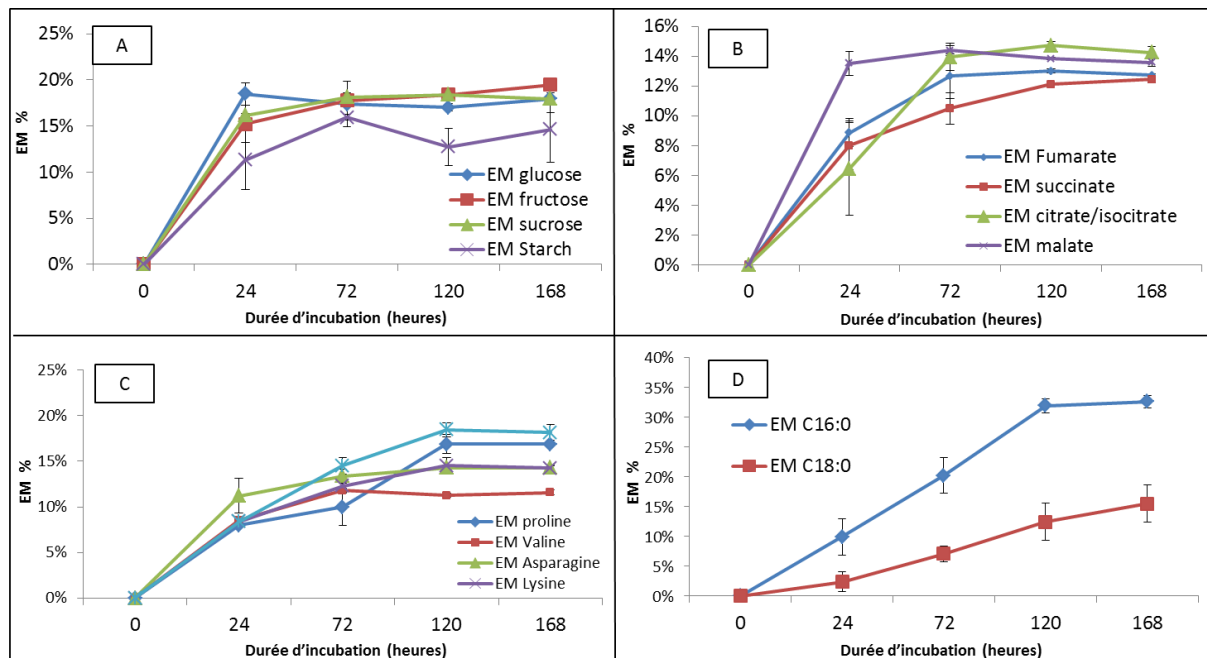 A
25%
20%
15%
10%
5%
0%
EM %
0 24 72 120 168
Durée d'incubation (heures)
EM glucose
EM fructose
EM sucrose
EM Starch
B
16%
14%
12%
10%
8%
6%
4%
2%
0%
EM %
0 24 72 120 168
Durée d'incubation (heures)
EM Fumarate
EM succinate
EM citrate/isocitrate
EM malate
C
25%
20%
15%
10%
5%
0%
EM %
0 24 72 120 168
Durée d'incubation (heures)
EM proline
EM Valine
EM Asparagine
EM Lysine
D
40%
35%
30%
25%
20%
15%
10%
5%
0%
EM %
0 24 72 120 168
Durée d'incubation (heures)
EM C16:0
EM C18:0